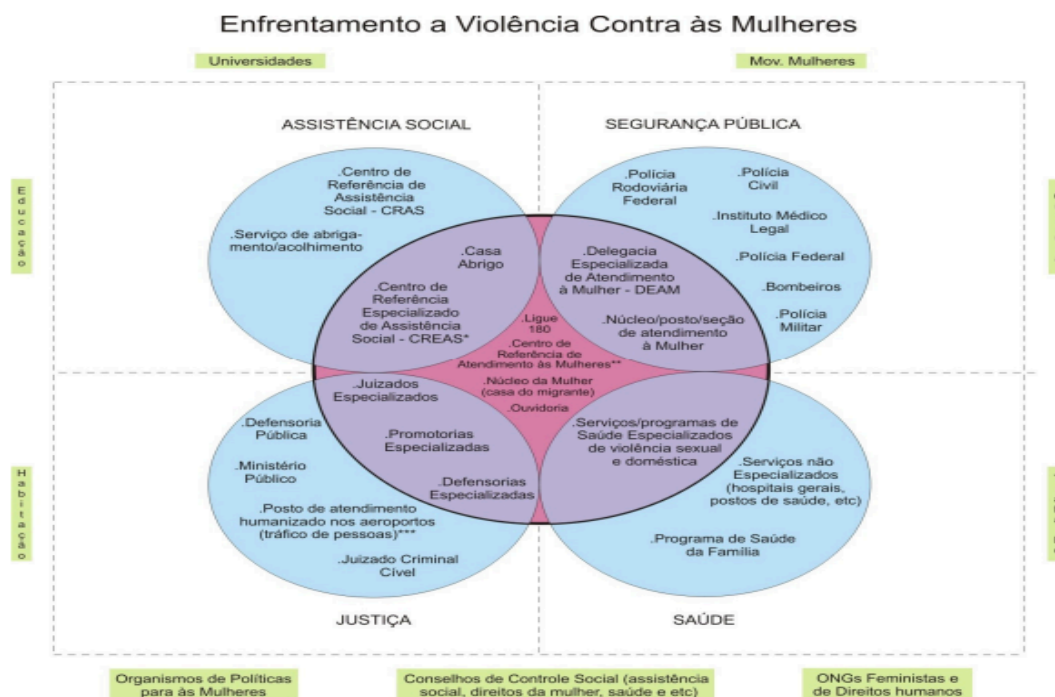 Enfrentamento a Violência Contra às Mulheres
Universidades
Mov. Mulheres
ASSISTÊNCIA SOCIAL
SEGURANÇA PÚBLICA
Educação
.Centro de
Referência de
Assistência
Social - CRAS
.Serviço de abriga-
mento/acolhimento
.Casa
Abrigo
.Centro de
Referência
Especializado
de Assistência
Social - CREAS*
.Polícia
Rodoviária
Federal
.Polícia
Civil
.Instituto Médico
Legal
.Polícia Federal
.Bombeiros
.Polícia
Militar
.Delegacia
Especializada
de Atendimento
à Mulher - DEAM
.Núcleo/posto/seção
de atendimento
à Mulher
.Ligue
180
.Centro de
Referência de
Atendimento às Mulheres**
.Núcleo da Mulher
(casa do migrante)
.Ouvidoria
Habitação
.Juizados
Especializados
.Promotorias
Especializadas
.Defensorias
Especializadas
.Defensoria
Pública
.Ministério
Público
.Posto de atendimento
humanizado nos aeroportos
(tráfico de pessoas)***
.Juizado Criminal
Cível
.Serviços/programas de
Saúde Especializados
de violência sexual
e doméstica
.Serviços não
Especializados
(hospitais gerais,
postos de saúde, etc)
.Programa de Saúde
da Família
JUSTIÇA
SAÚDE
Organismos de Políticas
para às Mulheres
Conselhos de Controle Social (assistência
social, direitos da mulher, saúde e etc)
ONGs Feministas e
de Direitos humanos